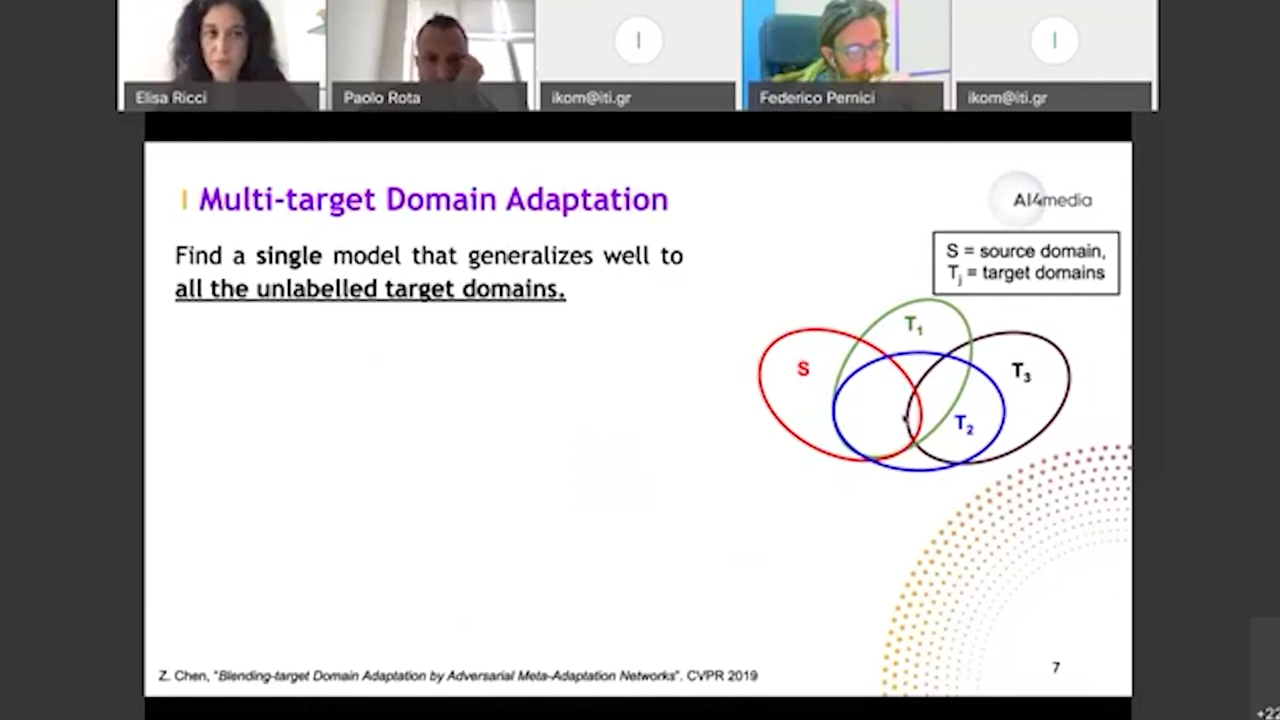 Elisa Ricci
Paolo Rota
I
ikom@iti.gr
Federico Pernici
I
ikom@iti.gr
I Multi-target Domain Adaptation
AI4media
Find a single model that generalizes well to
all the unlabelled target domains.
S = source domain,
Tj = target domains
T1
S
T3
T2
Z. Chen, "Blending-target Domain Adaptation by Adversarial Meta-Adaptation Networks". CVPR 2019
7